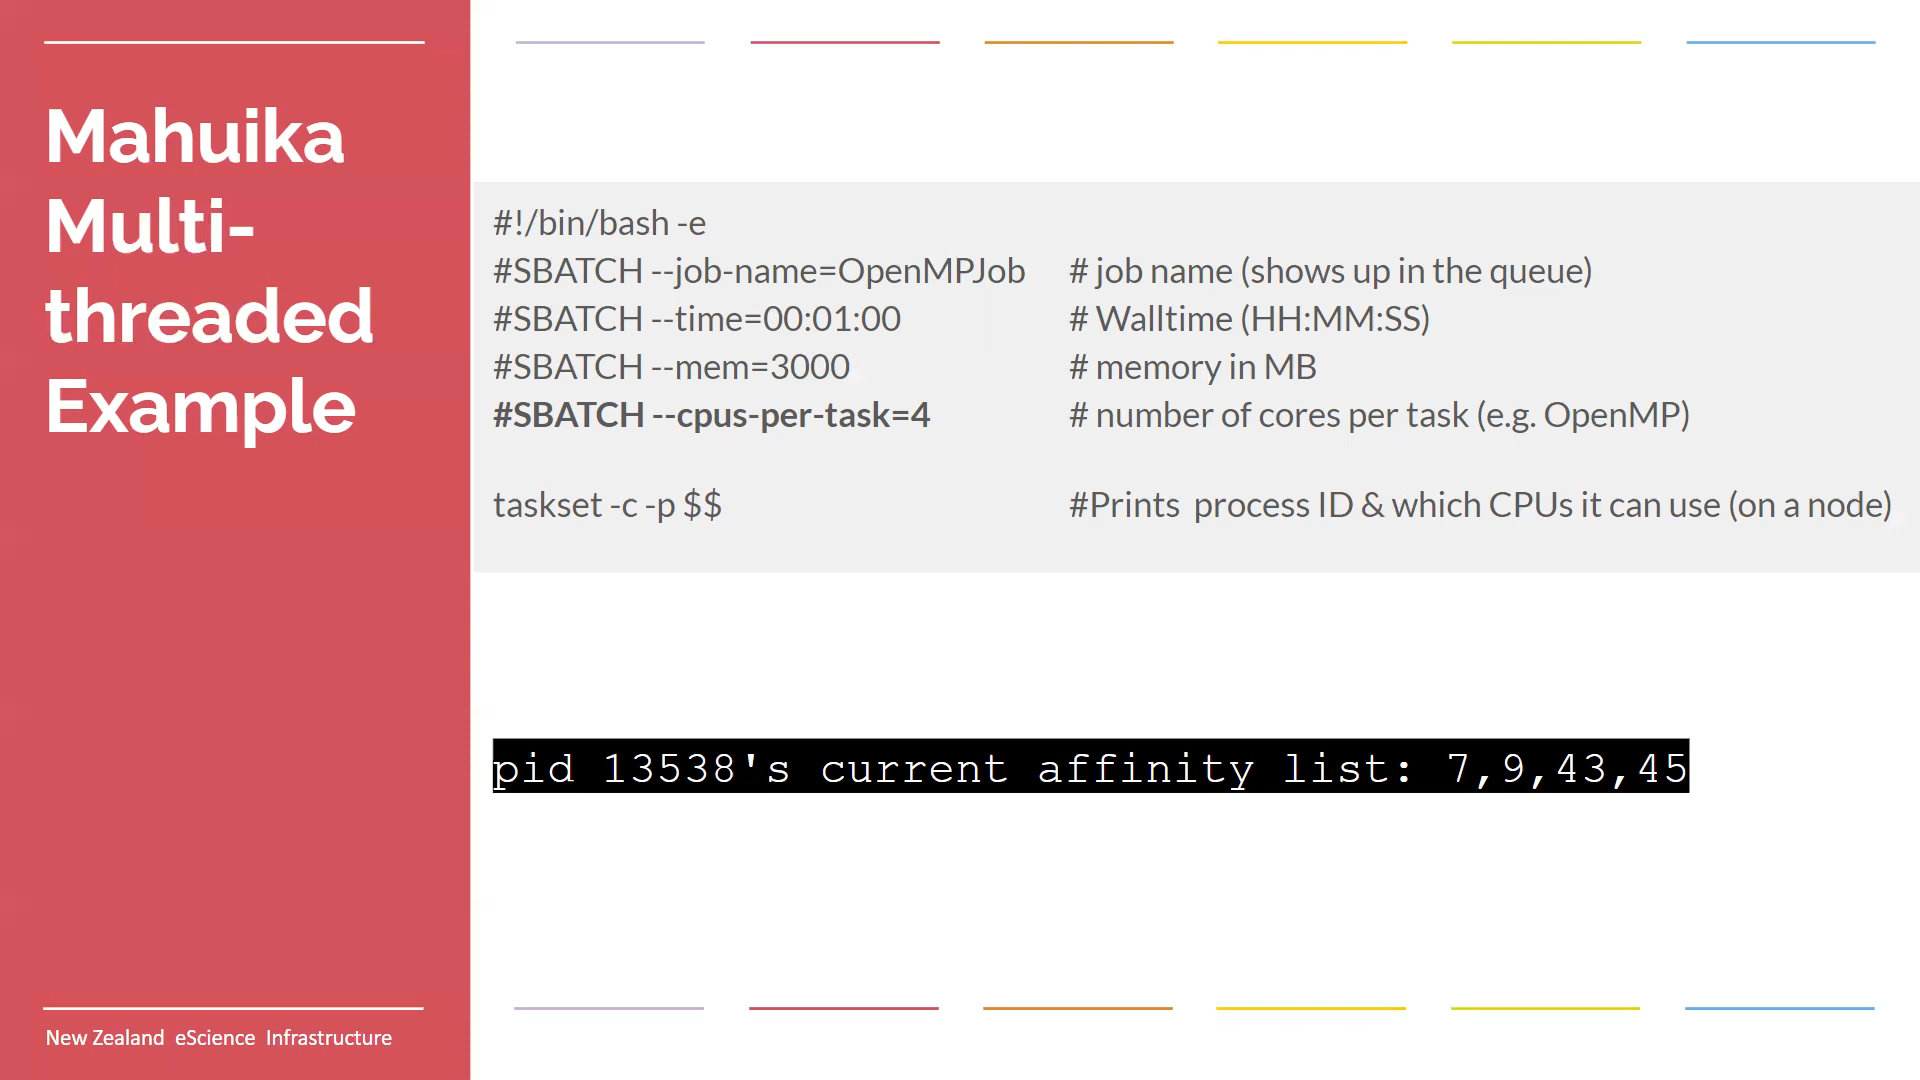 Mahuika
Multi-
threaded
Example
#!/bin/bash -e
#SBATCH --job-name=OpenMPJob # job name (shows up in the queue)
#SBATCH --time=00:01:00 # Walltime (HH:MM:SS)
#SBATCH --mem=3000 # memory in MB
#SBATCH --cpus-per-task=4 # number of cores per task (e.g. OpenMP)
taskset -c -p $$ #Prints process ID & which CPUs it can use (on a node)
pid 13538's current affinity list: 7,9,43,45
New Zealand eScience Infrastructure